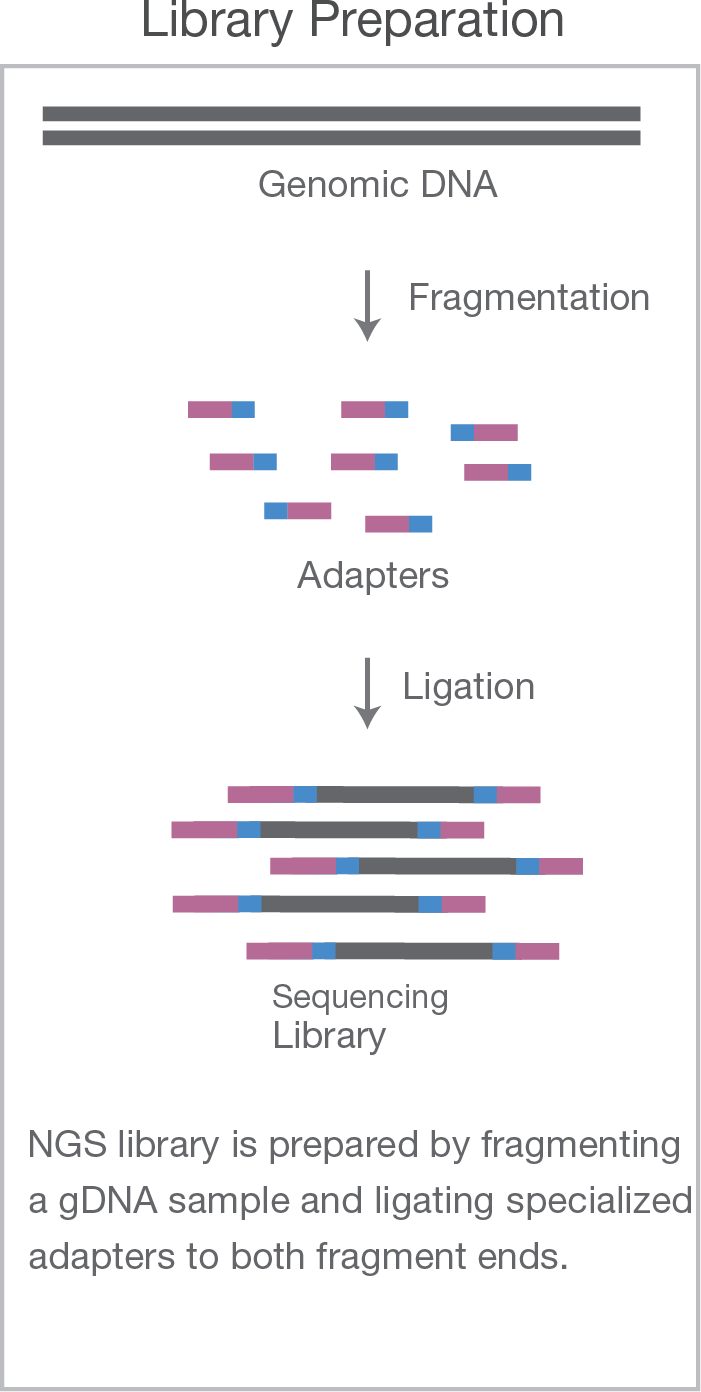 Library Preparation
Genomic DNA
Fragmentation
Adapters
Ligation
Sequencing
Library
NGS library is prepared by fragmenting
a gDNA sample and ligating specialized
adapters to both fragment ends.